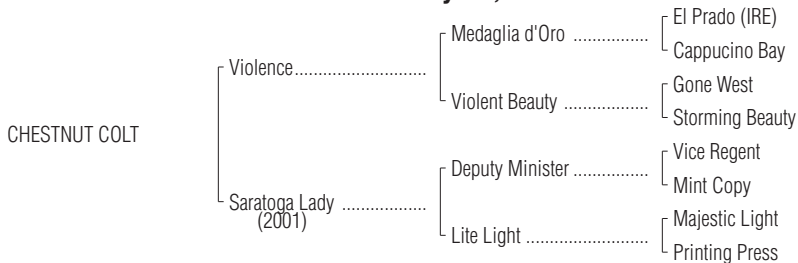 Medaglia d'Oro ................
El Prado (IRE)
Cappucino Bay
Violence............................
Violent Beauty ..................
Gone West
Storming Beauty
CHESTNUT COLT
Saratoga Lady ..................
(2001)
Deputy Minister ................
Vice Regent
Mint Copy
Lite Light ..........................
Majestic Light
Printing Press